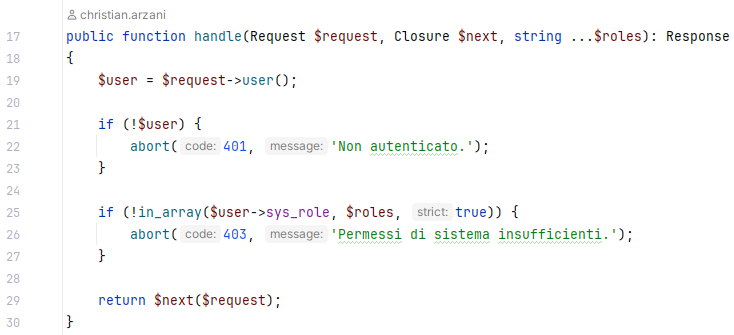 christian.arzani
17 public function handle(Request $request, Closure $next, string ...$roles): Response
18 {
19 $user = $request->user();
20
21 if (!$user) {
22 abort( code: 401, message: 'Non autenticato.');
23 }
24
25 if (!in_array($user->sys_role, $roles, strict: true)) {
26 abort( code: 403, message: 'Permessi di sistema insufficienti.');
27 }
28
29 return $next($request);
30 }